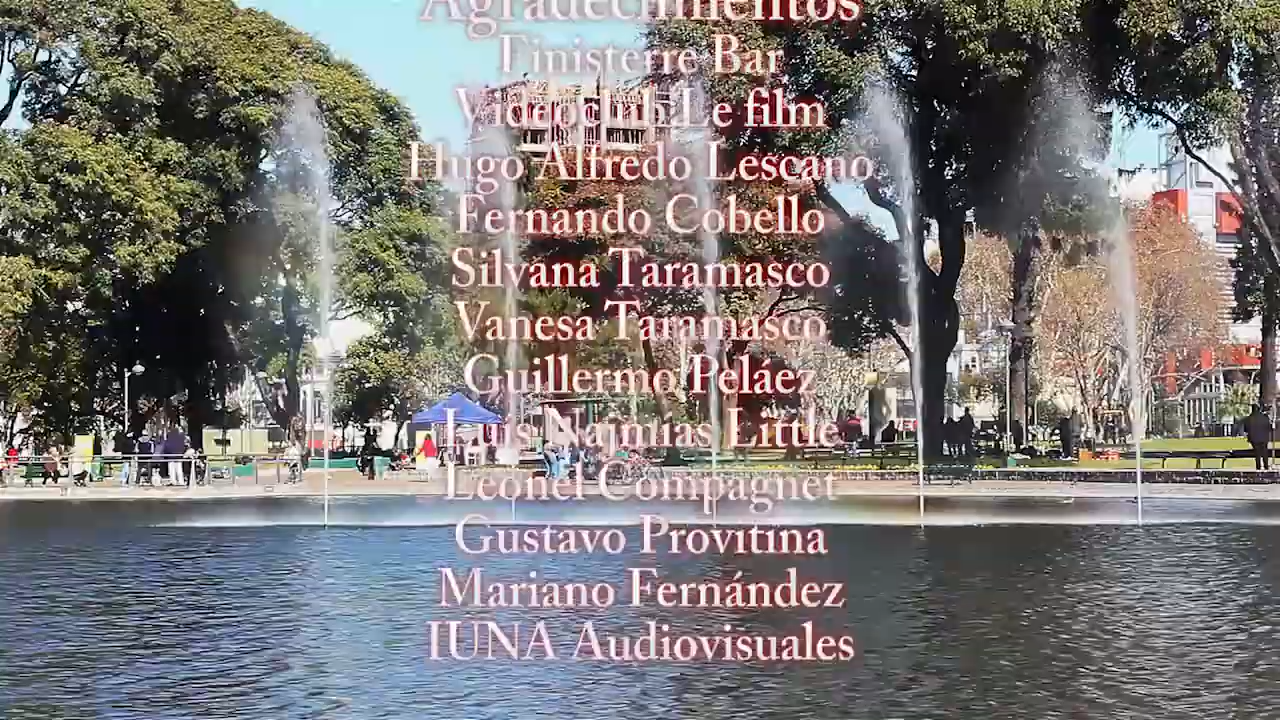 Agradecimientos
Finisterre Bar
Videoclub Le film
Hugo Alfredo Lescano
Fernando Cobello
Silvana Taramasco
Vanesa Taramasco
Guillermo Peláez
Luis Najmias Little
Leonel Compagnet
Gustavo Provitina
Mariano Fernández
IUNA Audiovisuales